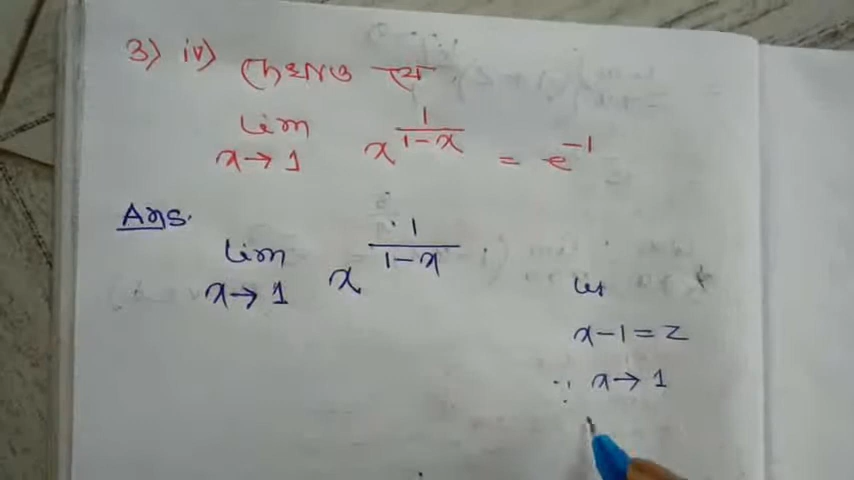 3) iv) দেখাও যে
lim x→1 x^{1/(1-x)} = e^{-1}
Ans.
lim x→1 x^{1/(1-x)}
Let
x-1=z
∵ x→1